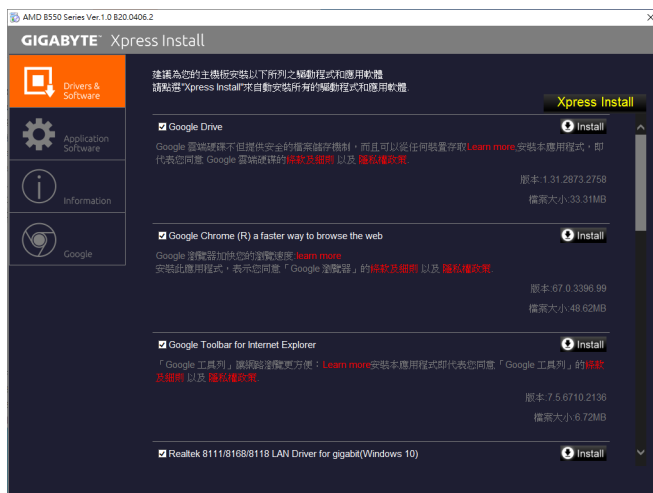 AMD B550 Series Ver.1.0 B20.0406.2
GIGABYTE™ Xpress Install
建議為您的主機板安裝以下所列之驅動程式和應用軟體
請點選"Xpress Install"來自動安裝所有的驅動程式和應用軟體.
Xpress Install
Drivers &
Software
Application
Software
Information
Google
Google Drive
Install
Google 雲端硬碟不但提供安全的檔案儲存機制，而且可以從任何裝置存取Learn more,安裝本應用程式，即
代表您同意 Google 雲端硬碟的條款及細則 以及 隱私權政策.
版本:1.31.2873.2758
檔案大小:33.31MB
Google Chrome (R) a faster way to browse the web
Install
Google 瀏覽器加快您的瀏覽速度:learn more
安裝此應用程式，表示您同意「Google 瀏覽器」的條款及細則 以及 隱私權政策.
版本:67.0.3396.99
檔案大小:48.62MB
Google Toolbar for Internet Explorer
Install
「Google 工具列」讓網路瀏覽更方便：Learn more安裝本應用程式即代表您同意「Google 工具列」的條款
及細則 以及 隱私權政策.
版本:7.5.6710.2136
檔案大小:6.72MB
Realtek 8111/8168/8118 LAN Driver for gigabit(Windows 10)
Install